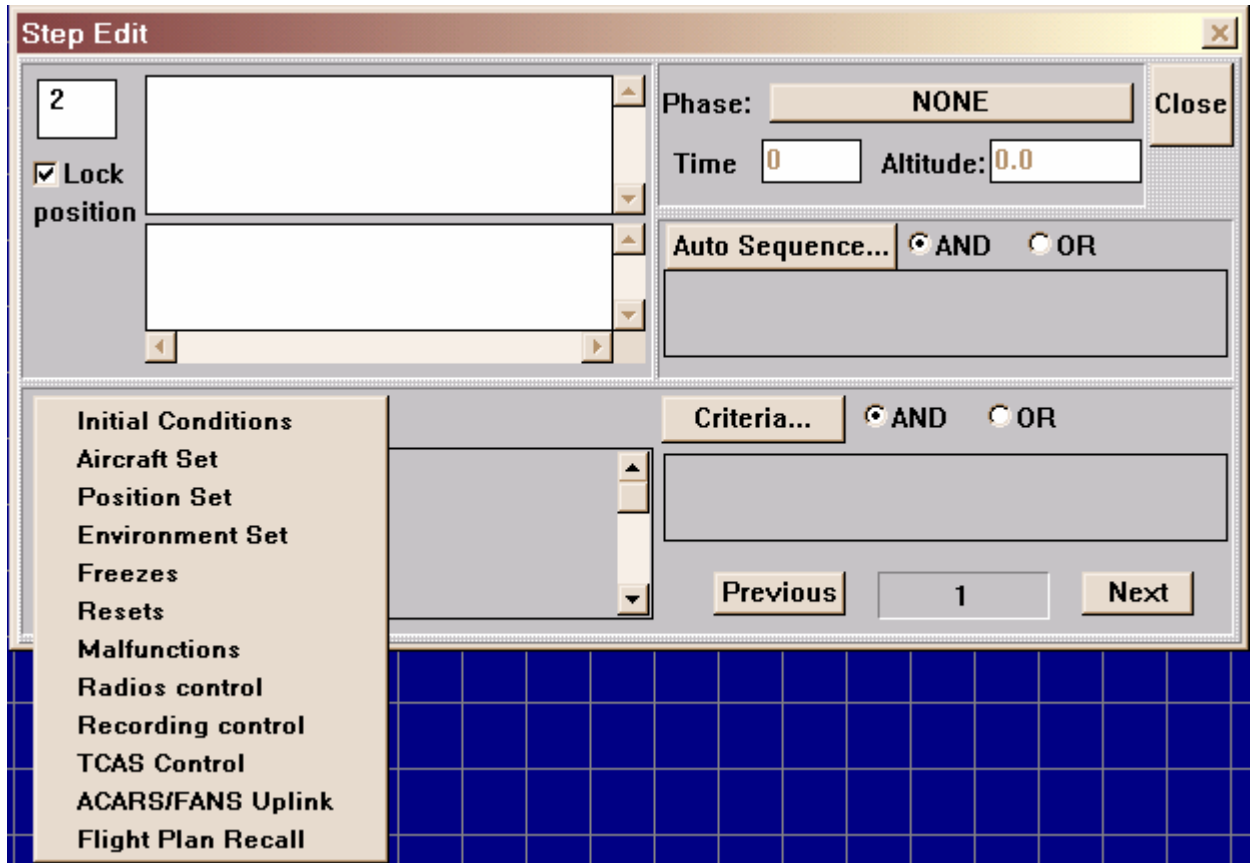 Step Edit
2
Lock
position
Phase: NONE
Close
Time 0 Altitude: 0.0
Auto Sequence... AND OR
Initial Conditions
Aircraft Set
Position Set
Environment Set
Freezes
Resets
Malfunctions
Radios control
Recording control
TCAS Control
ACARS/FANS Uplink
Flight Plan Recall
Criteria... AND OR
Previous 1 Next